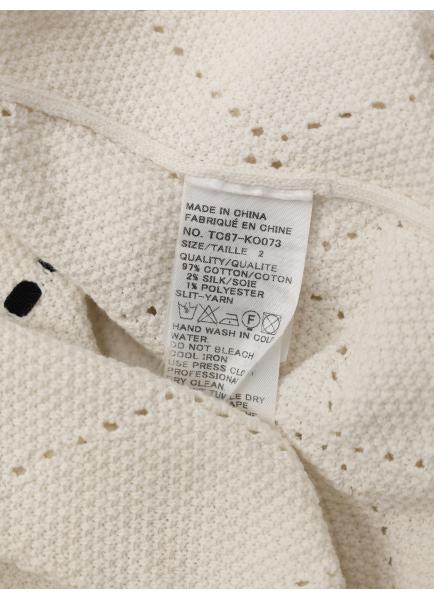 MADE IN CHINA
FABRIQUÉ EN CHINE
NO. TC67-KO073
SIZE/TAILLE 2
QUALITY/QUALITE
97% COTTON/COTON
2% SILK/SOIE
1% POLYESTER
SLIT-YARN
F
HAND WASH IN COLD
WATER
DO NOT BLEACH
COOL IRON
USE PRESS
PROFESSIONAL
DRY CLEAN
DRY